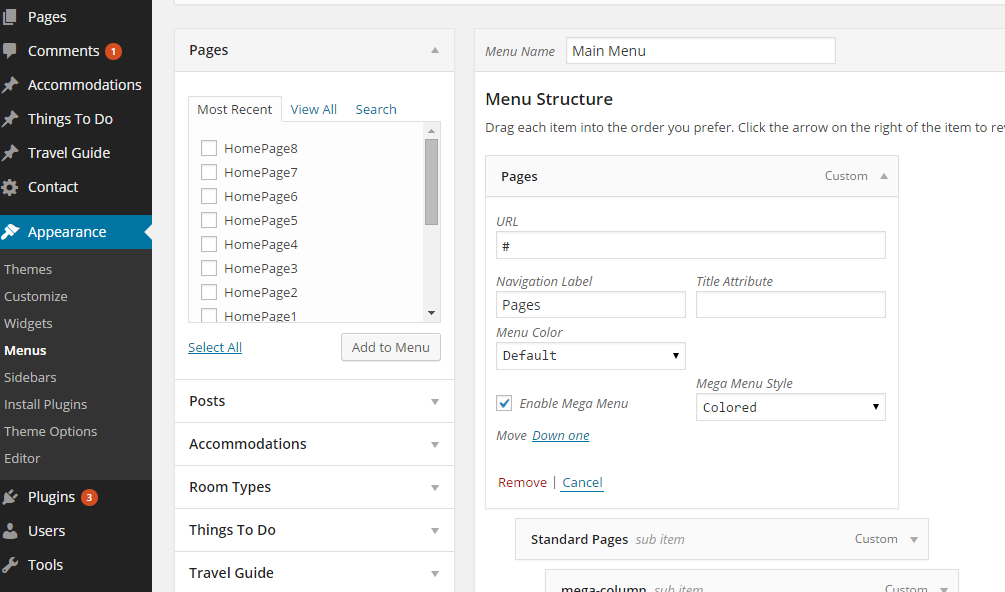 Pages
Comments 1
Accommodations
Things To Do
Travel Guide
Contact
Appearance
Themes
Customize
Widgets
Menus
Sidebars
Install Plugins
Theme Options
Editor
Plugins 3
Users
Tools
Pages
Most Recent View All Search
HomePage8
HomePage7
HomePage6
HomePage5
HomePage4
HomePage3
HomePage2
HomePage1
Select All Add to Menu
Posts
Accommodations
Room Types
Things To Do
Travel Guide
Menu Name Main Menu
Menu Structure
Drag each item into the order you prefer. Click the arrow on the right of the item to
Pages Custom
URL
#
Navigation Label Title Attribute
Pages
Menu Color
Default
Mega Menu Style
Enable Mega Menu Colored
Move Down one
Remove | Cancel
Standard Pages sub item Custom
mega-column sub item Custom